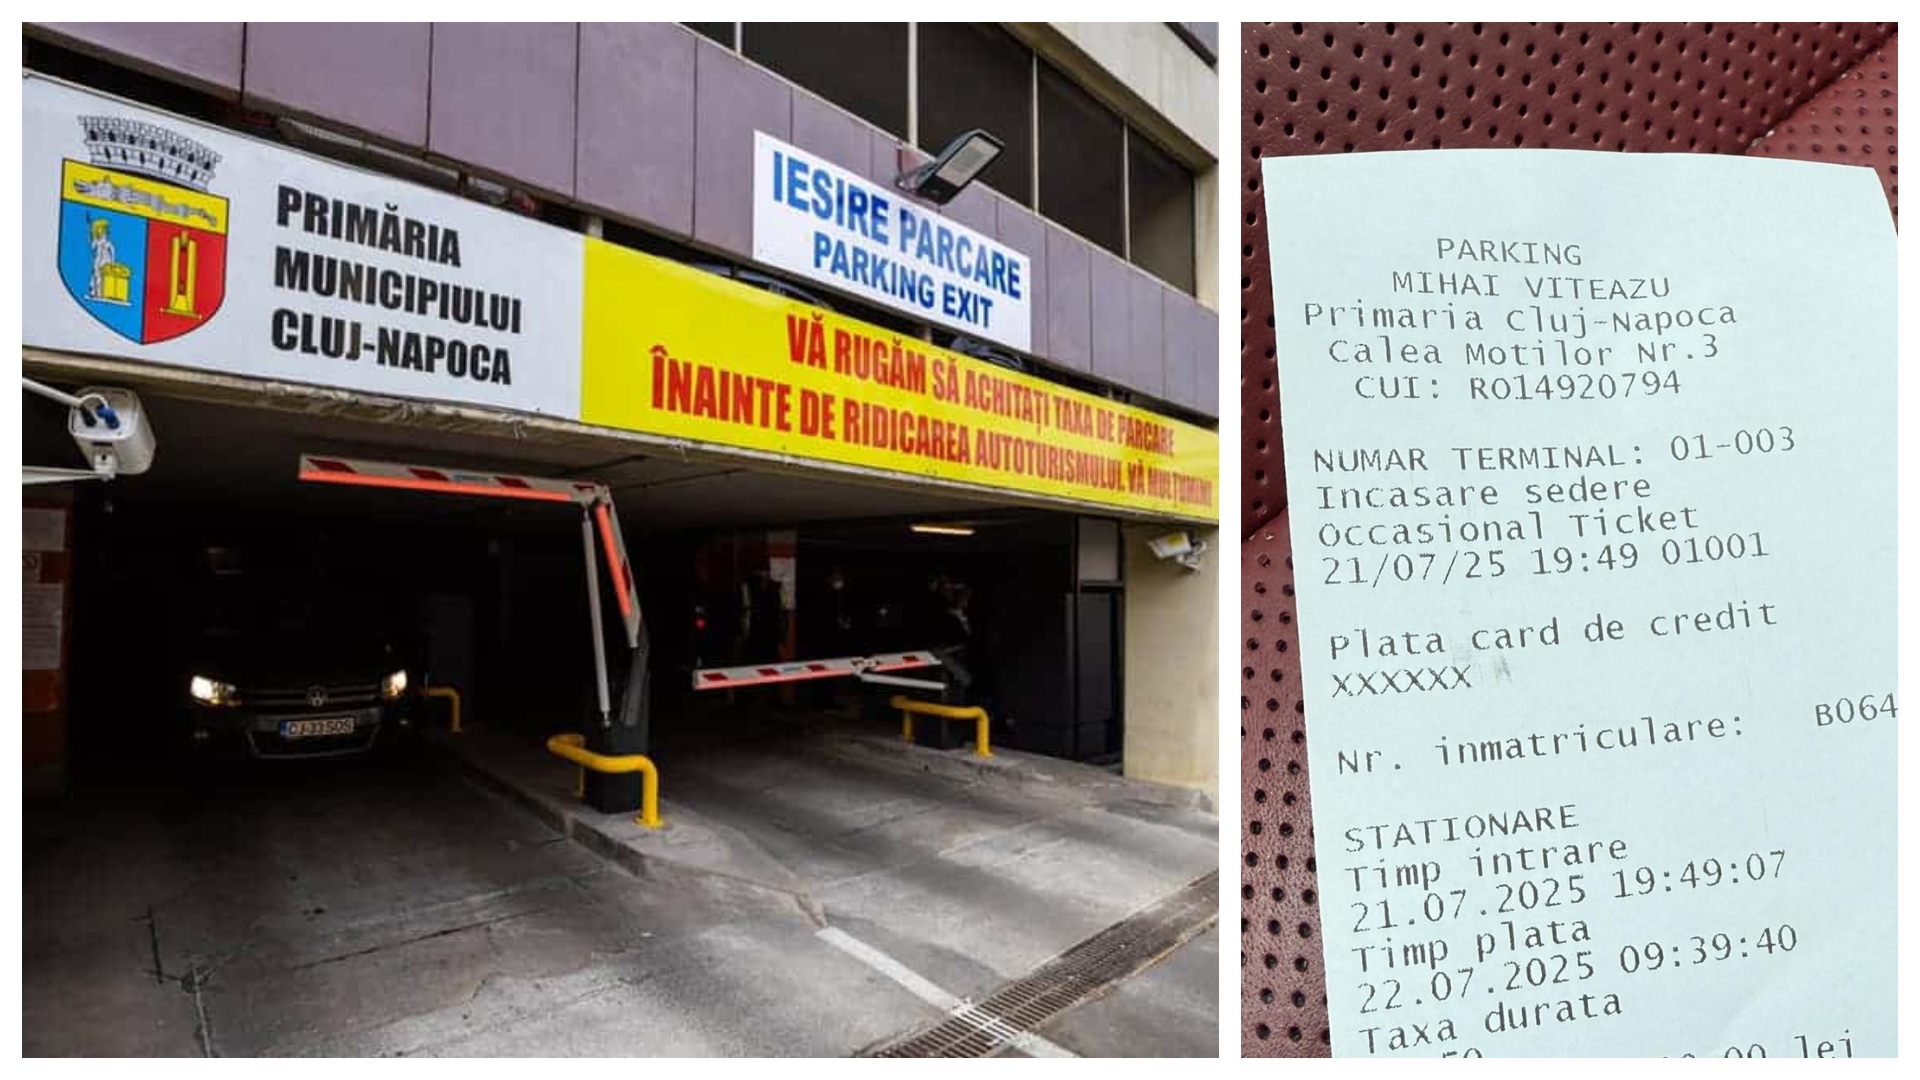 PRIMĂRIA
MUNICIPIULUI
CLUJ-NAPOCA
IESIRE PARCARE
PARKING EXIT
VĂ RUGĂM SĂ ACHITAȚI TAXA DE PARCARE
ÎNAINTE DE RIDICAREA AUTOTURISMULUI. VĂ MULȚUMIM!
PARKING
MIHAI VITEAZU
Primaria Cluj-Napoca
Calea Motilor Nr.3
CUI: RO14920794
NUMAR TERMINAL: 01-003
Incasare sedere
Occasional Ticket
21/07/25 19:49 01001
Plata card de credit
XXXXXX
Nr. inmatriculare: B064
STATIONARE
Timp intrare
21.07.2025 19:49:07
Timp plata
22.07.2025 09:39:40
Taxa durata
lei